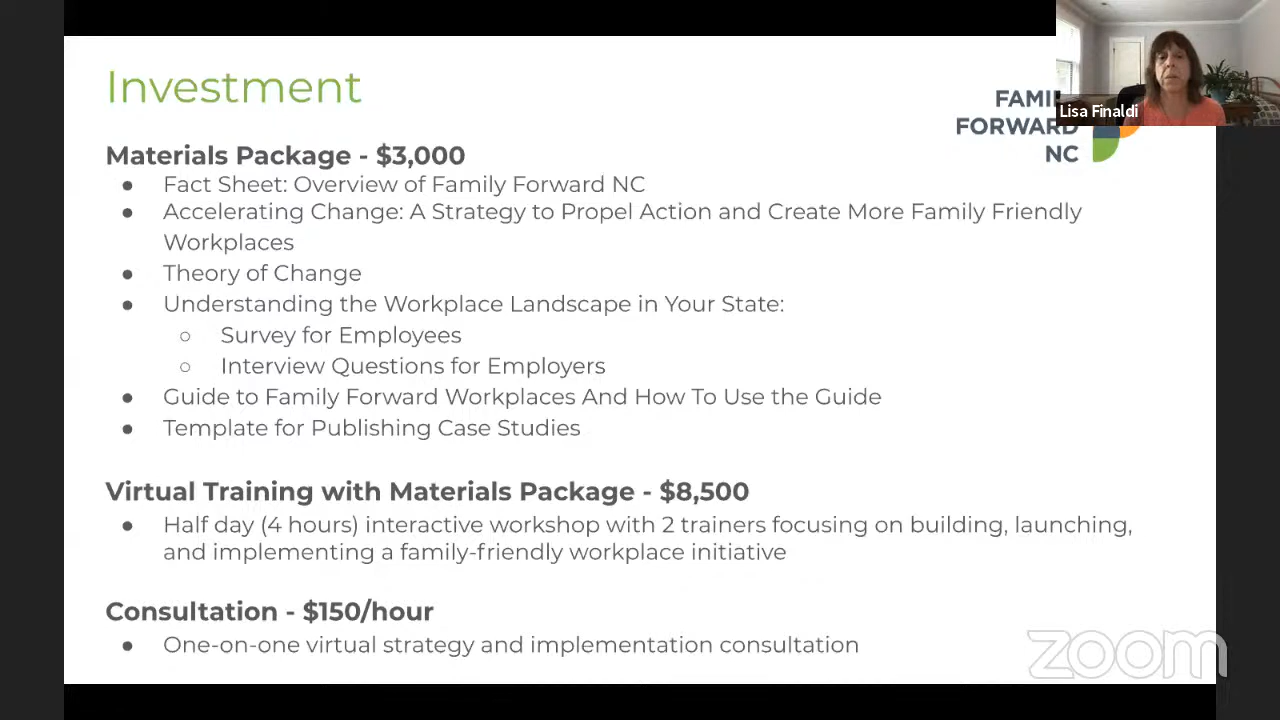 Investment
FAMI
FORWARD
NC
Lisa Finaldi
Materials Package - $3,000
● Fact Sheet: Overview of Family Forward NC
● Accelerating Change: A Strategy to Propel Action and Create More Family Friendly
Workplaces
● Theory of Change
● Understanding the Workplace Landscape in Your State:
○ Survey for Employees
○ Interview Questions for Employers
● Guide to Family Forward Workplaces And How To Use the Guide
● Template for Publishing Case Studies
Virtual Training with Materials Package - $8,500
● Half day (4 hours) interactive workshop with 2 trainers focusing on building, launching,
and implementing a family-friendly workplace initiative
Consultation - $150/hour
● One-on-one virtual strategy and implementation consultation
zoom